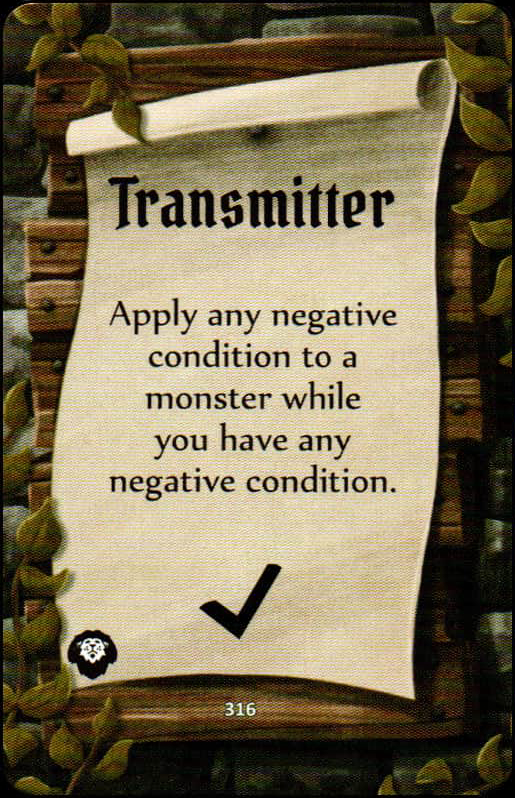 Transmitter
Apply any negative
condition to a
monster while
you have any
negative condition.
316